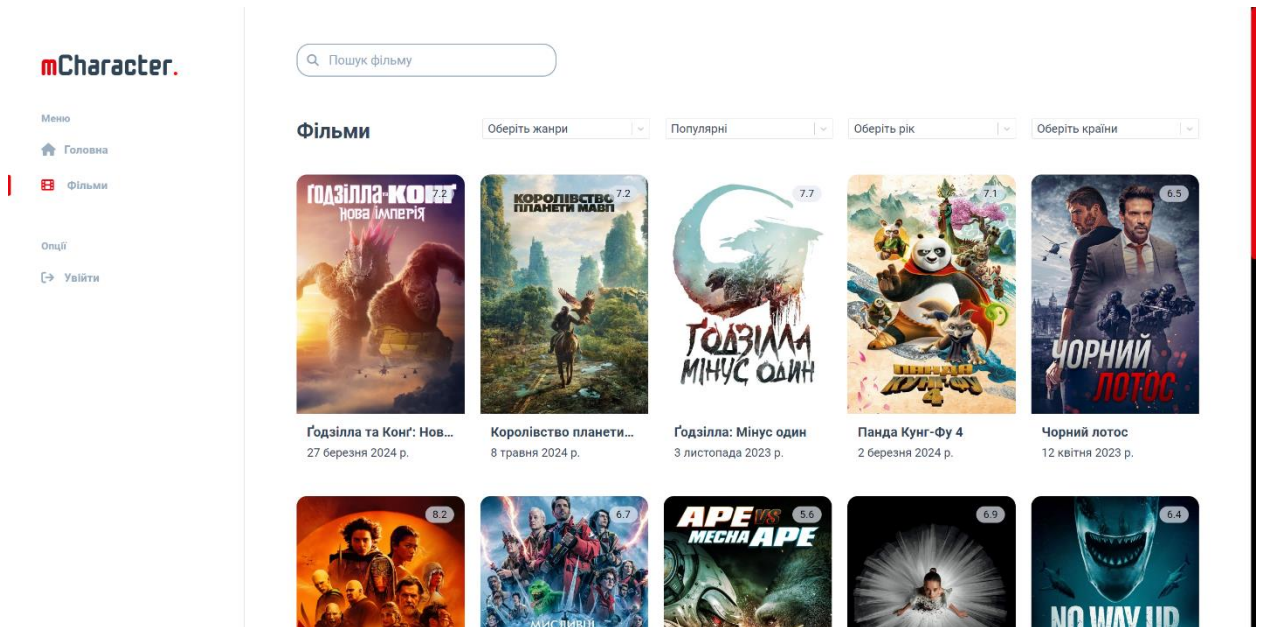 mCharacter.
Пошук фільму
Меню
Головна
Фільми
Опції
Увійти
Фільми
Оберіть жанри
Популярні
Оберіть рік
Оберіть країни
ҐОДЗІЛЛА ТА КОНҐ
НОВА ІМПЕРІЯ
7.2
КОРОЛІВСТВО
ПЛАНЕТИ МАВП
7.2
7.7
ҐОДЗІЛЛА
МІНУС ОДИН
7.1
ПАНДА
КУНГ-ФУ
4
6.5
ЧОРНИЙ
ЛОТОС
Ґодзілла та Конґ: Нов...
27 березня 2024 р.
Королівство планети...
8 травня 2024 р.
Ґодзілла: Мінус один
3 листопада 2023 р.
Панда Кунг-Фу 4
2 березня 2024 р.
Чорний лотос
12 квітня 2023 р.
8.2
6.7
МИСЛИВЦІ
APE VS
MECHA APE
5.6
6.9
6.4
NO WAY UP